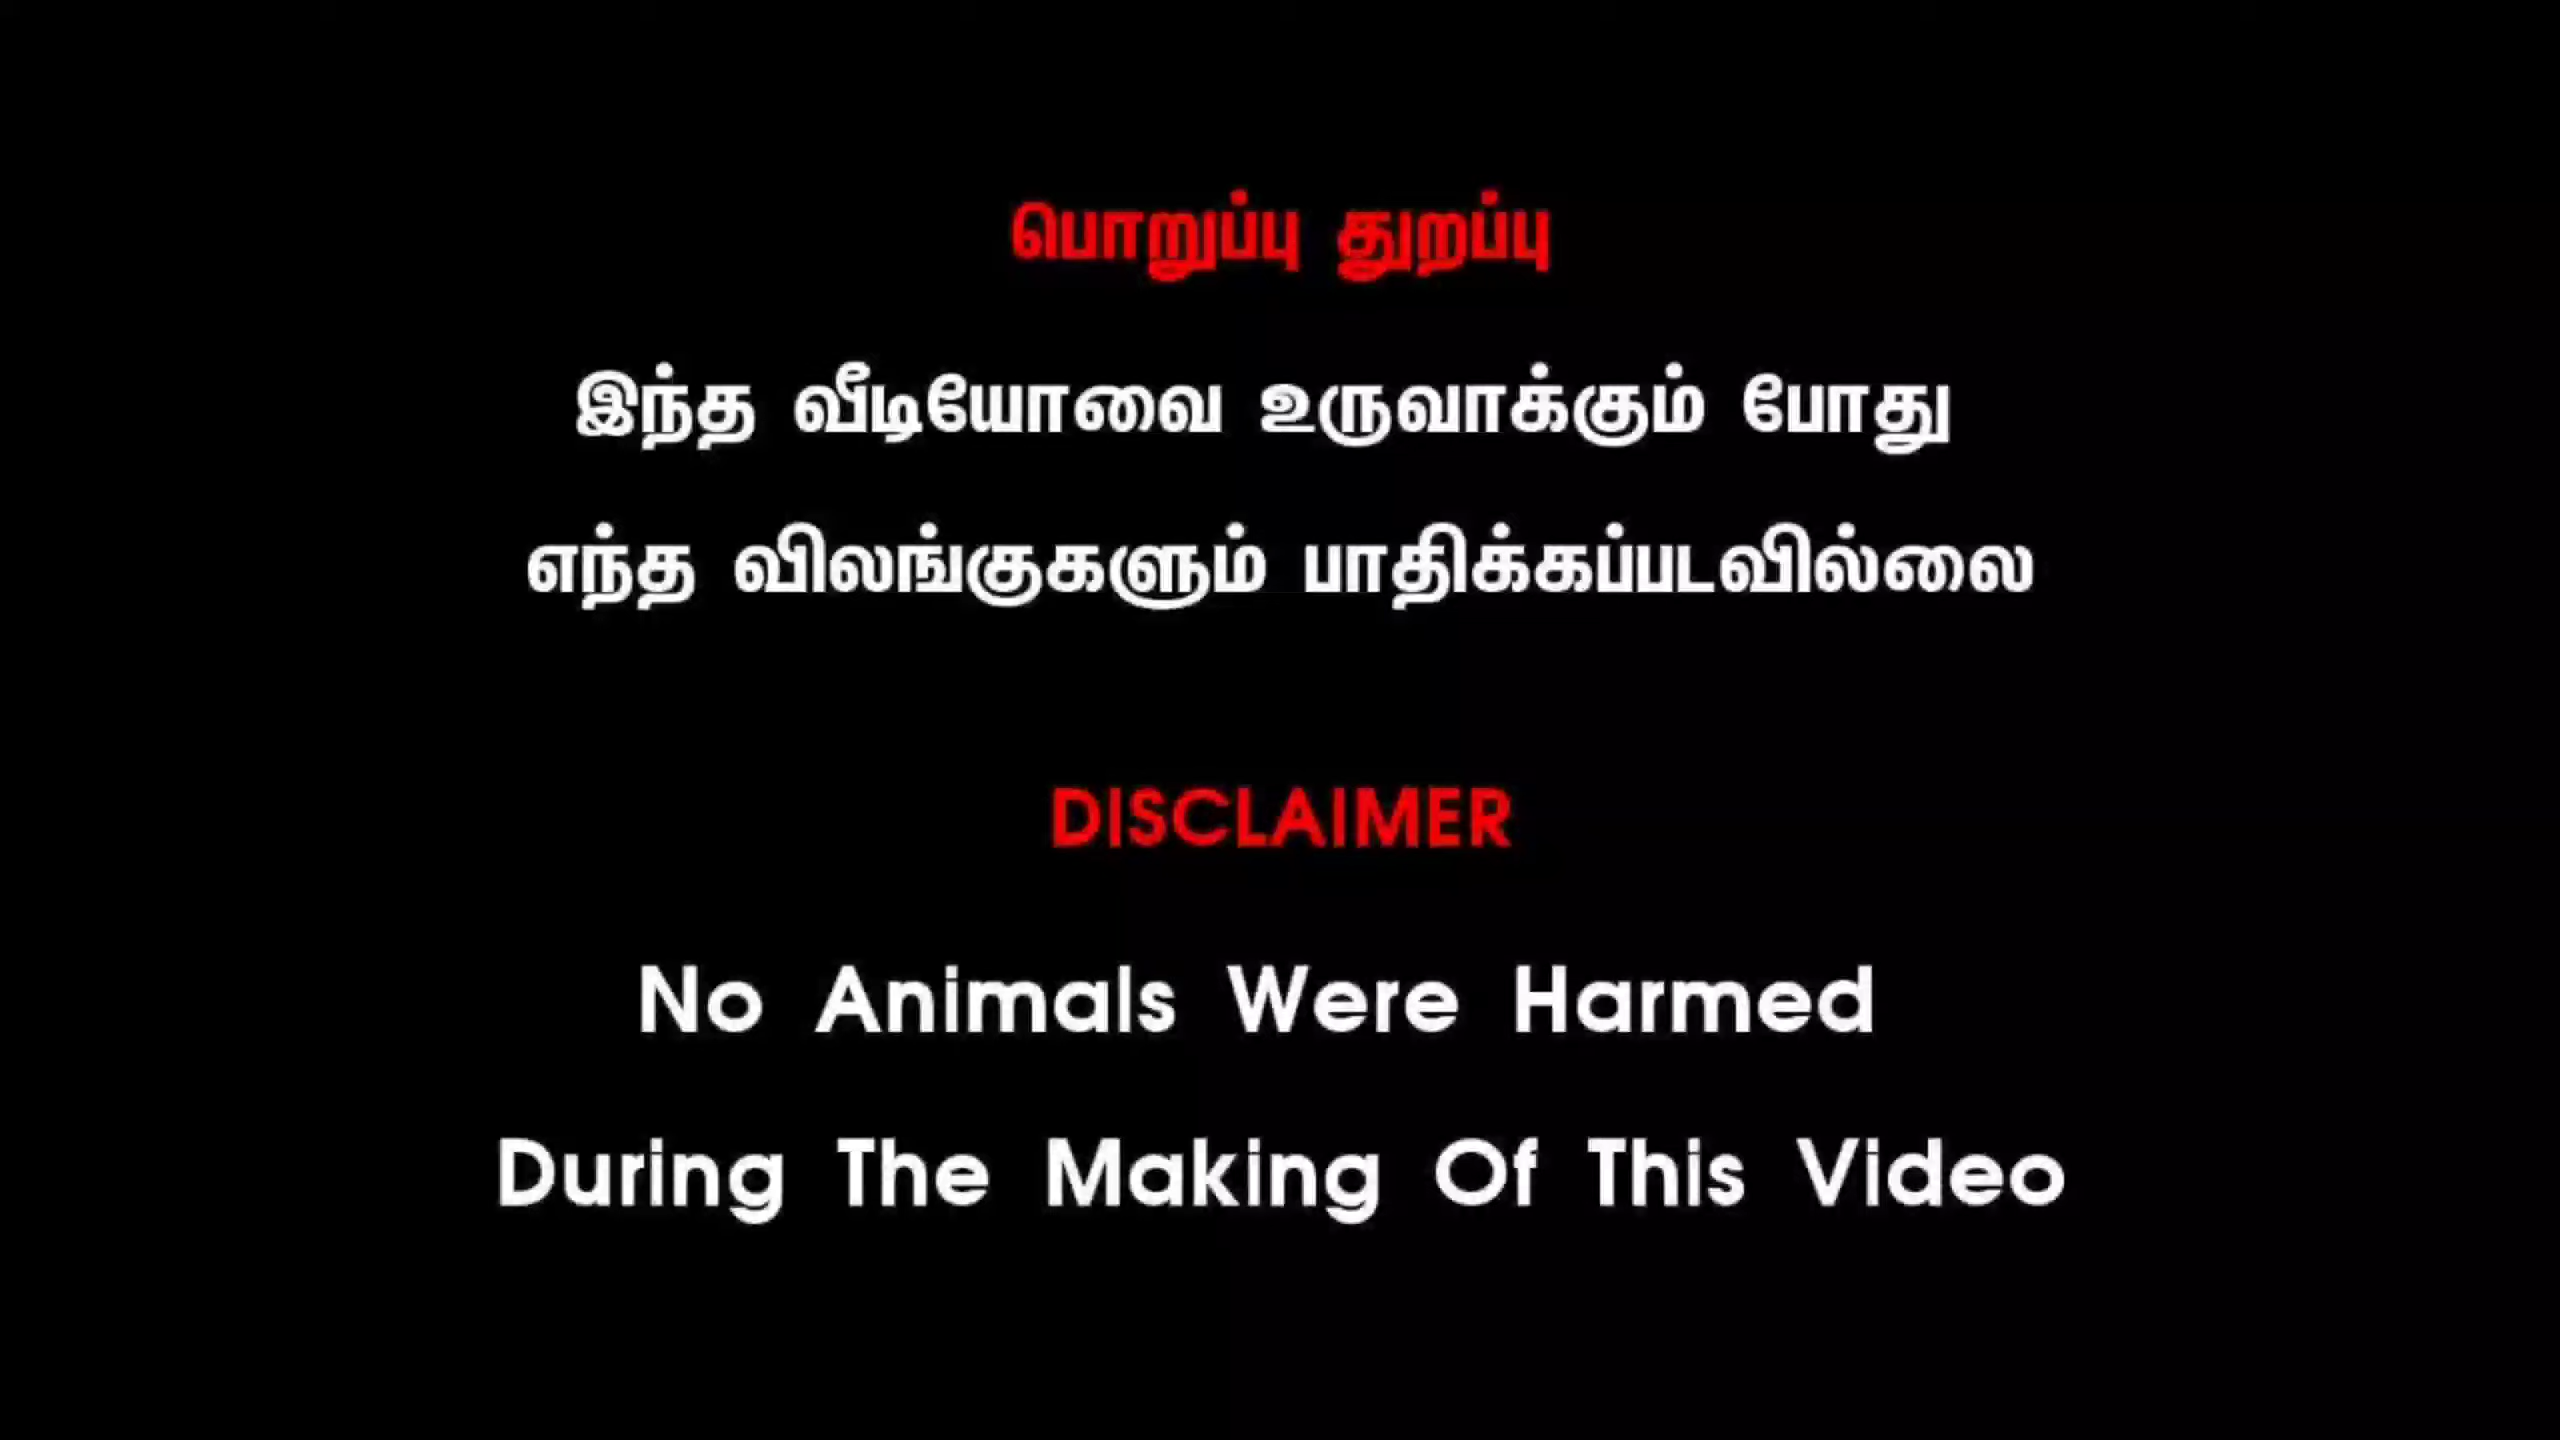 பொறுப்பு துறப்பு
இந்த வீடியோவை உருவாக்கும் போது
எந்த விலங்குகளும் பாதிக்கப்படவில்லை
DISCLAIMER
No Animals Were Harmed
During The Making Of This Video